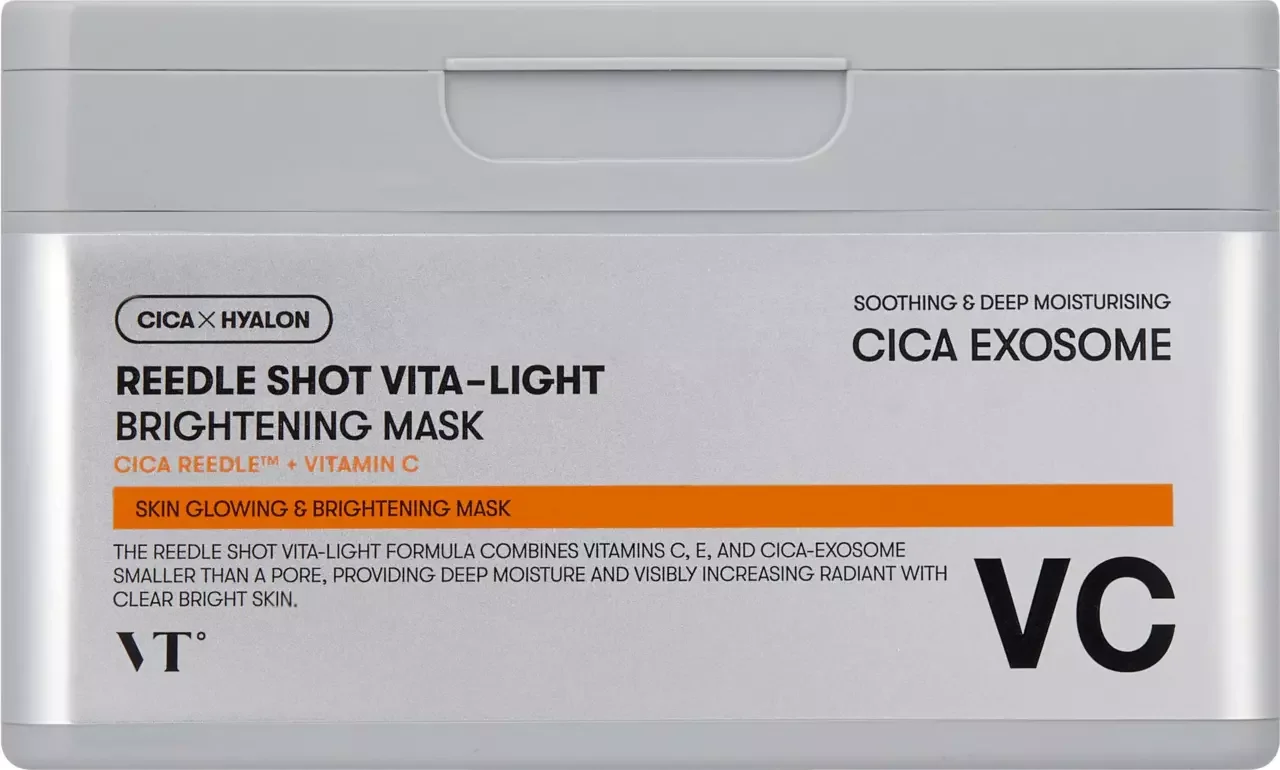 CICA X HYALON
REEDLE SHOT VITA-LIGHT
BRIGHTENING MASK
CICA REEDLE™ + VITAMIN C
SOOTHING & DEEP MOISTURISING
CICA EXOSOME
SKIN GLOWING & BRIGHTENING MASK
THE REEDLE SHOT VITA-LIGHT FORMULA COMBINES VITAMINS C, E, AND CICA-EXOSOME
SMALLER THAN A PORE, PROVIDING DEEP MOISTURE AND VISIBLY INCREASING RADIANT WITH
CLEAR BRIGHT SKIN.
VT°
VC